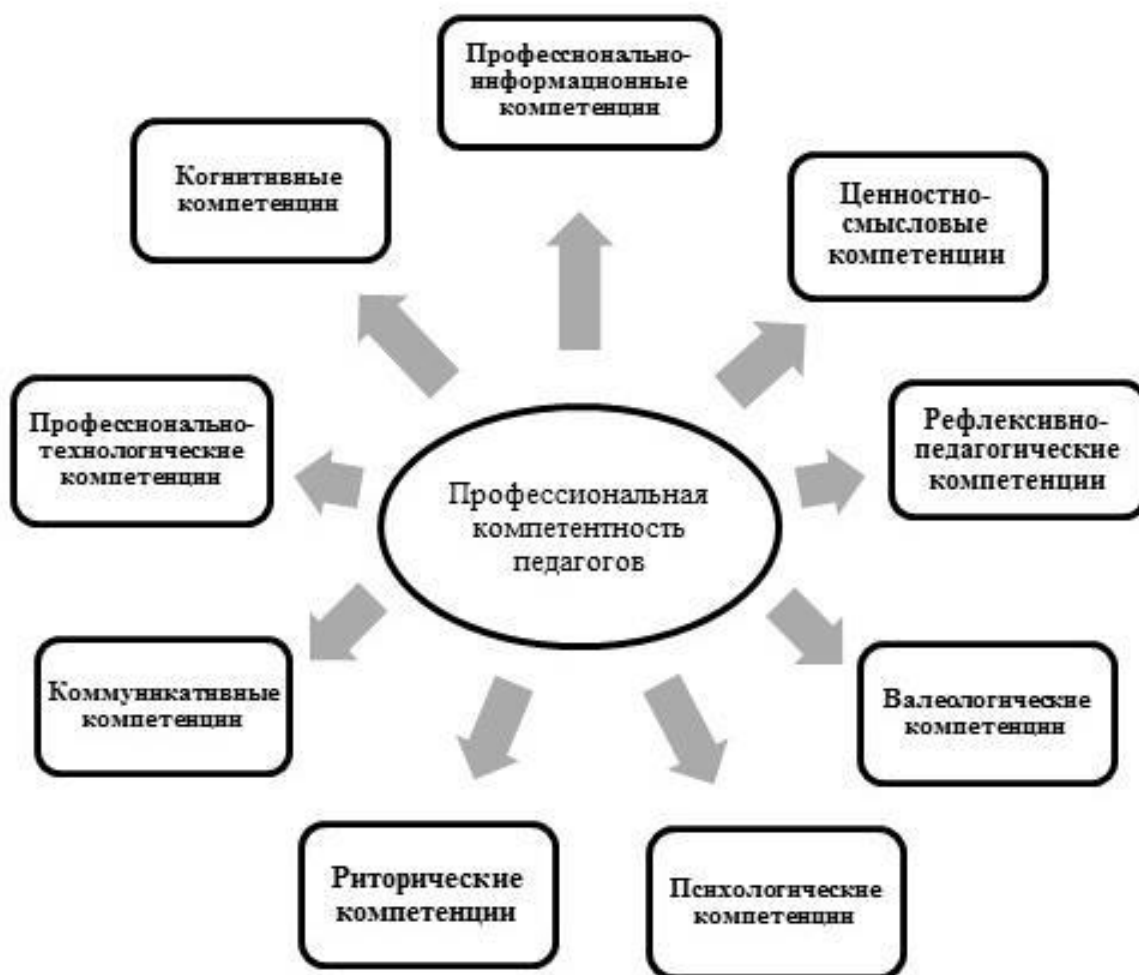 Профессионально-
информационные
компетенции
Когнитивные
компетенции
Ценностно-
смысловые
компетенции
Профессионально-
технологические
компетенции
Рефлексивно-
педагогические
компетенции
Профессиональная
компетентность
педагогов
Коммуникативные
компетенции
Валеологические
компетенции
Риторические
компетенции
Психологические
компетенции